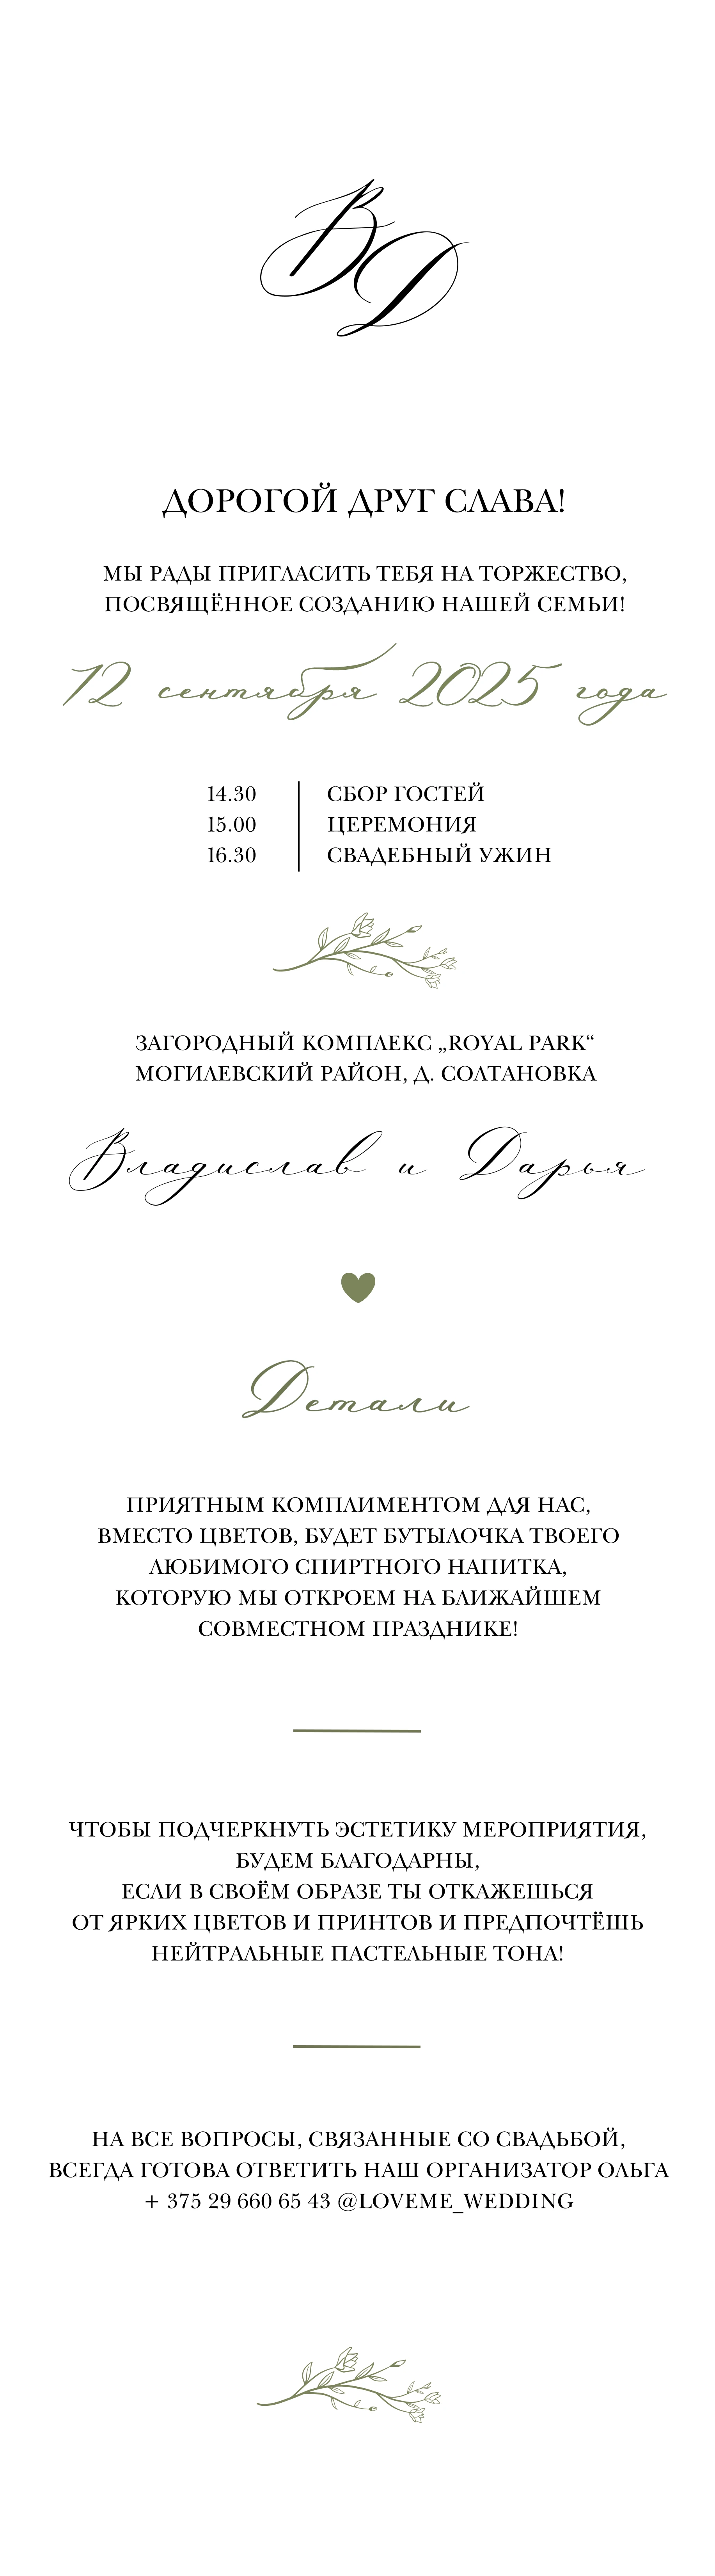 ВD
ДОРОГОЙ ДРУГ СЛАВА!
МЫ РАДЫ ПРИГЛАСИТЬ ТЕБЯ НА ТОРЖЕСТВО,
ПОСВЯЩЁННОЕ СОЗДАНИЮ НАШЕЙ СЕМЬИ!
12 сентября 2025 года
14.30 СБОР ГОСТЕЙ
15.00 ЦЕРЕМОНИЯ
16.30 СВАДЕБНЫЙ УЖИН
ЗАГОРОДНЫЙ КОМПЛЕКС „ROYAL PARK“
МОГИЛЕВСКИЙ РАЙОН, Д. СОЛТАНОВКА
Владислав и Дарья
Детали
ПРИЯТНЫМ КОМПЛИМЕНТОМ ДЛЯ НАС,
ВМЕСТО ЦВЕТОВ, БУДЕТ БУТЫЛОЧКА ТВОЕГО
ЛЮБИМОГО СПИРТНОГО НАПИТКА,
КОТОРУЮ МЫ ОТКРОЕМ НА БЛИЖАЙШЕМ
СОВМЕСТНОМ ПРАЗДНИКЕ!
ЧТОБЫ ПОДЧЕРКНУТЬ ЭСТЕТИКУ МЕРОПРИЯТИЯ,
БУДЕМ БЛАГОДАРНЫ,
ЕСЛИ В СВОЁМ ОБРАЗЕ ТЫ ОТКАЖЕШЬСЯ
ОТ ЯРКИХ ЦВЕТОВ И ПРИНТОВ И ПРЕДПОЧТЁШЬ
НЕЙТРАЛЬНЫЕ ПАСТЕЛЬНЫЕ ТОНА!
НА ВСЕ ВОПРОСЫ, СВЯЗАННЫЕ СО СВАДЬБОЙ,
ВСЕГДА ГОТОВА ОТВЕТИТЬ НАШ ОРГАНИЗАТОР ОЛЬГА
+ 375 29 660 65 43 @LOVEME_WEDDING